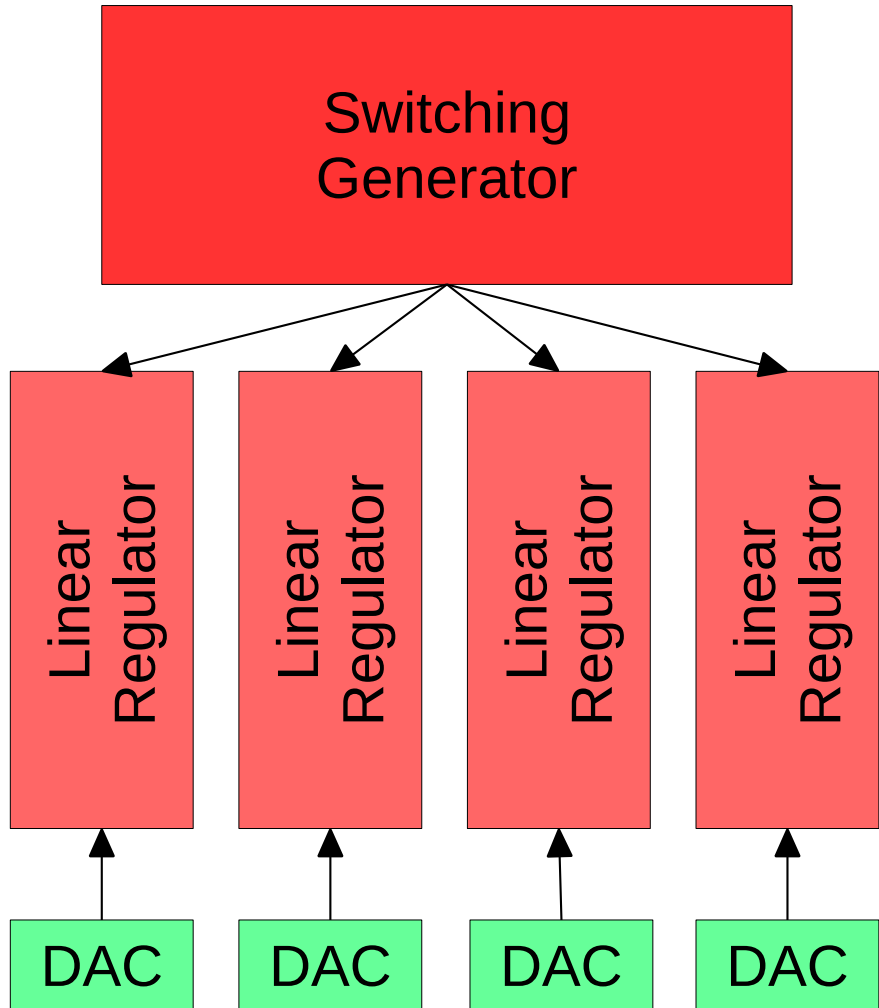 Switching
Generator
Linear
Regulator
Linear
Regulator
Linear
Regulator
Linear
Regulator
DAC
DAC
DAC
DAC